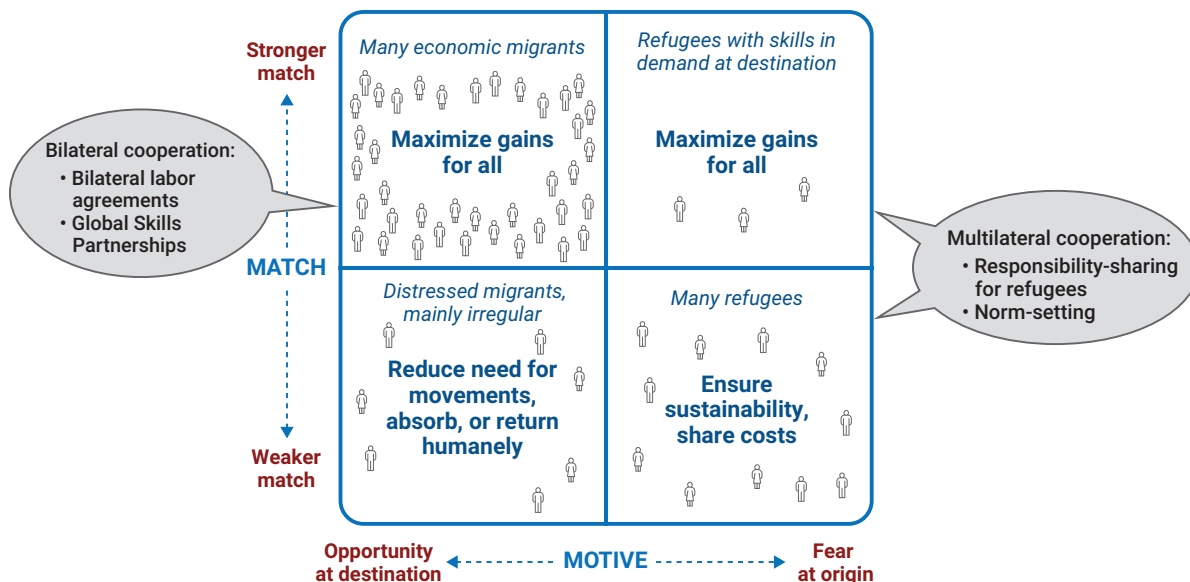 Stronger
match
Many economic migrants
Refugees with skills in
demand at destination
Maximize gains
for all
Maximize gains
for all
Bilateral cooperation:
• Bilateral labor
agreements
• Global Skills
Partnerships
MATCH
Multilateral cooperation:
• Responsibility-sharing
for refugees
• Norm-setting
Distressed migrants,
mainly irregular
Many refugees
Reduce need for
movements,
absorb, or return
humanely
Ensure
sustainability,
share costs
Weaker
match
Opportunity
at destination
MOTIVE
Fear
at origin